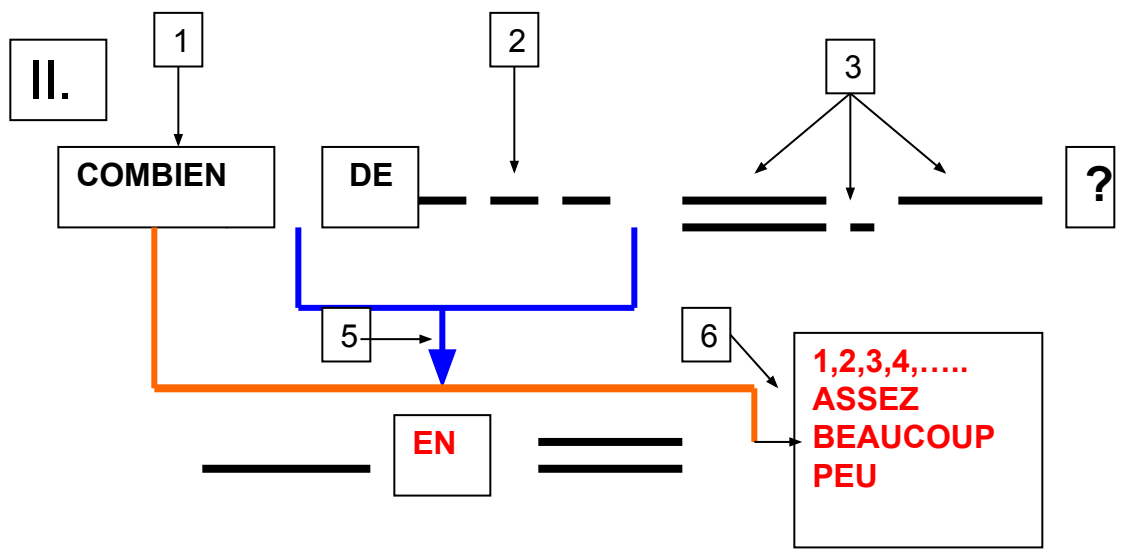 1
2
3
II.
COMBIEN DE ?
5
6
1,2,3,4,…..
ASSEZ
BEAUCOUP
PEU
EN